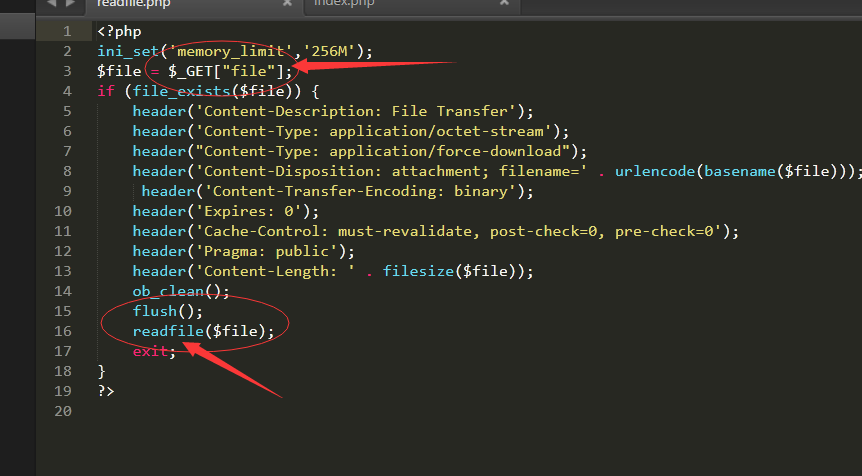 readfile.php × index.php ×
1 <?php
2 ini_set('memory_limit','256M');
3 $file = $_GET["file"];
4 if (file_exists($file)) {
5 header('Content-Description: File Transfer');
6 header('Content-Type: application/octet-stream');
7 header("Content-Type: application/force-download");
8 header('Content-Disposition: attachment; filename=' . urlencode(basename($file)));
9 header('Content-Transfer-Encoding: binary');
10 header('Expires: 0');
11 header('Cache-Control: must-revalidate, post-check=0, pre-check=0');
12 header('Pragma: public');
13 header('Content-Length: ' . filesize($file));
14 ob_clean();
15 flush();
16 readfile($file);
17 exit;
18 }
19 ?>
20